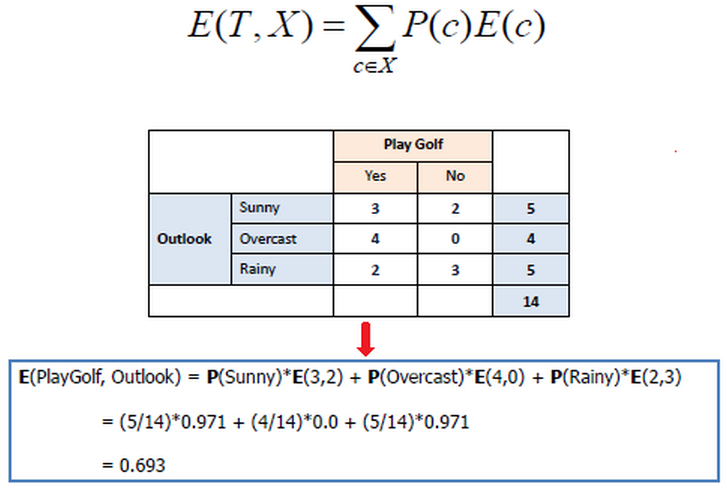 E(T, X) = ∑ P(c)E(c)
c∈X
Play Golf
Yes No
Sunny 3 2 5
Outlook Overcast 4 0 4
Rainy 2 3 5
14
E(PlayGolf, Outlook) = P(Sunny)*E(3,2) + P(Overcast)*E(4,0) + P(Rainy)*E(2,3)
= (5/14)*0.971 + (4/14)*0.0 + (5/14)*0.971
= 0.693